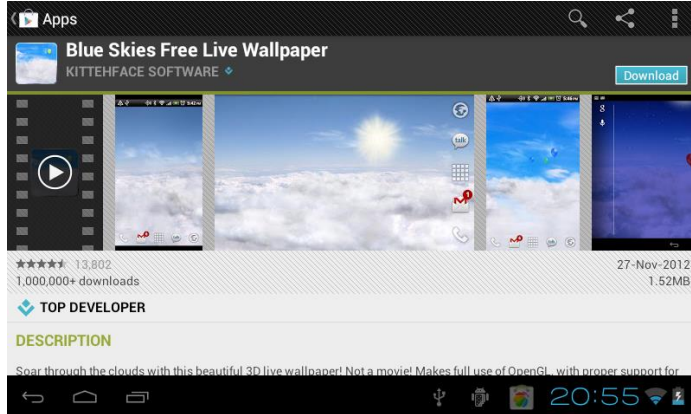 Apps
Blue Skies Free Live Wallpaper
KITTEHFACE SOFTWARE
Download
talk
1
13,802
27-Nov-2012
1,000,000+ downloads
1.52MB
TOP DEVELOPER
DESCRIPTION
Soar through the clouds with this beautiful 3D live wallpaper! Not a movie! Makes full use of OpenGL, with proper support for
20:55